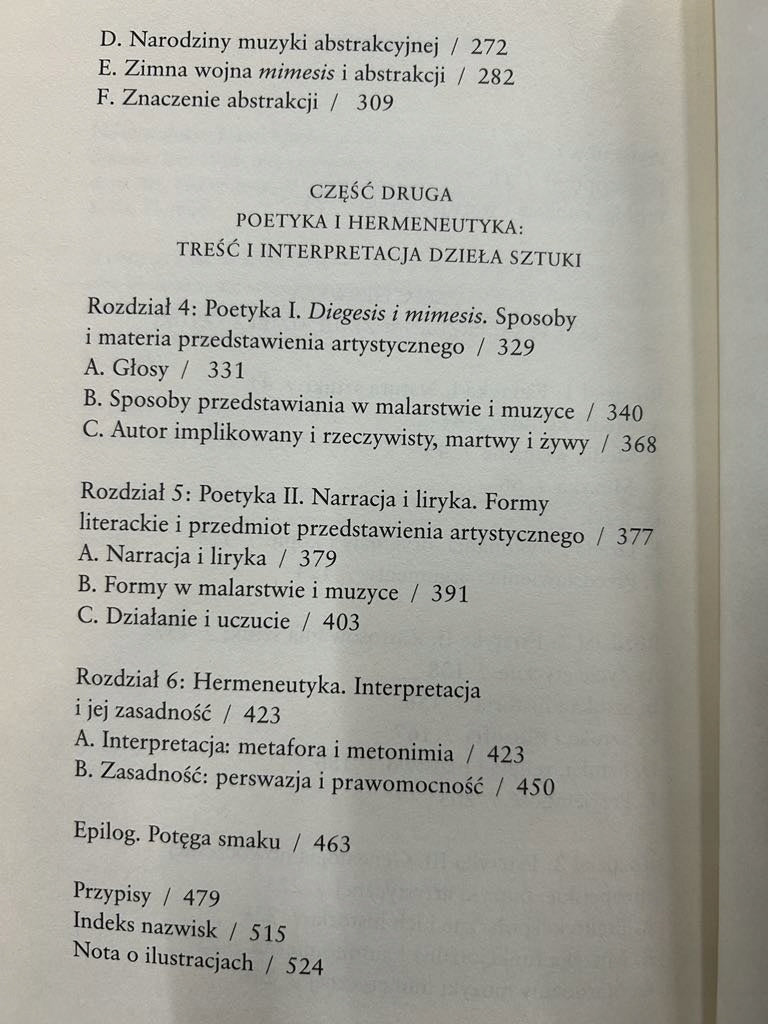 D. Narodziny muzyki abstrakcyjnej / 272
E. Zimna wojna mimesis i abstrakcji / 282
F. Znaczenie abstrakcji / 309
CZĘŚĆ DRUGA
POETYKA I HERMENEUTYKA:
TREŚĆ I INTERPRETACJA DZIEŁA SZTUKI
Rozdział 4: Poetyka I. Diegesis i mimesis. Sposoby
i materia przedstawienia artystycznego / 329
A. Głosy / 331
B. Sposoby przedstawiania w malarstwie i muzyce / 340
C. Autor implikowany i rzeczywisty, martwy i żywy / 368
Rozdział 5: Poetyka II. Narracja i liryka. Formy
literackie i przedmiot przedstawienia artystycznego / 377
A. Narracja i liryka / 379
B. Formy w malarstwie i muzyce / 391
C. Działanie i uczucie / 403
Rozdział 6: Hermeneutyka. Interpretacja
i jej zasadność / 423
A. Interpretacja: metafora i metonimia / 423
B. Zasadność: perswazja i prawomocność / 450
Epilog. Potęga smaku / 463
Przypisy / 479
Indeks nazwisk / 515
Nota o ilustracjach / 524